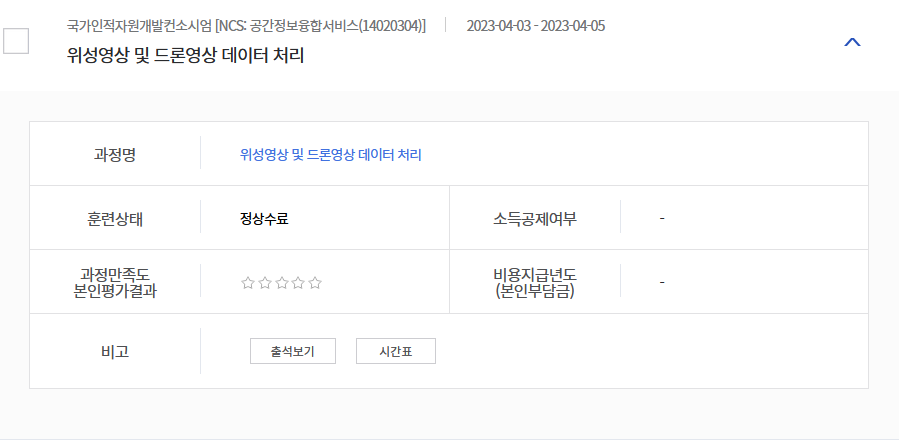 국가인적자원개발컨소시엄 [NCS: 공간정보융합서비스(14020304)] 2023-04-03 - 2023-04-05
위성영상 및 드론영상 데이터 처리
과정명 위성영상 및 드론영상 데이터 처리
훈련상태 정상수료 소득공제여부 -
과정만족도
본인평가결과
비용지급년도
(본인부담금) -
비고 출석보기 시간표